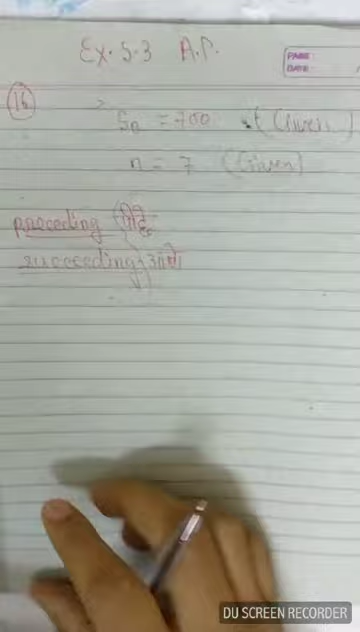 Ex. 5.3 A.P.
PAGE:
DATE
16
Sn = 700 (Given)
n = 7 (Given)
preceding (पीछे
succeeding (आगे
DU SCREEN RECORDER